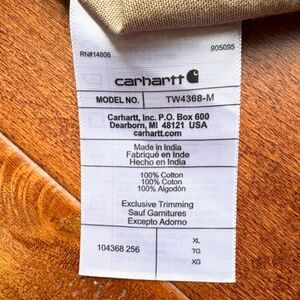 RN#14806 905095
carhartt
MODEL NO. TW4368-M
Carhartt, Inc. P.O. Box 600
Dearborn, MI 48121 USA
carhartt.com
Made in India
Fabriqué en Inde
Hecho en India
100% Cotton
100% Coton
100% Algodón
Exclusive Trimming
Sauf Garnitures
Excepto Adorno
104368 256
XL
TG
XG